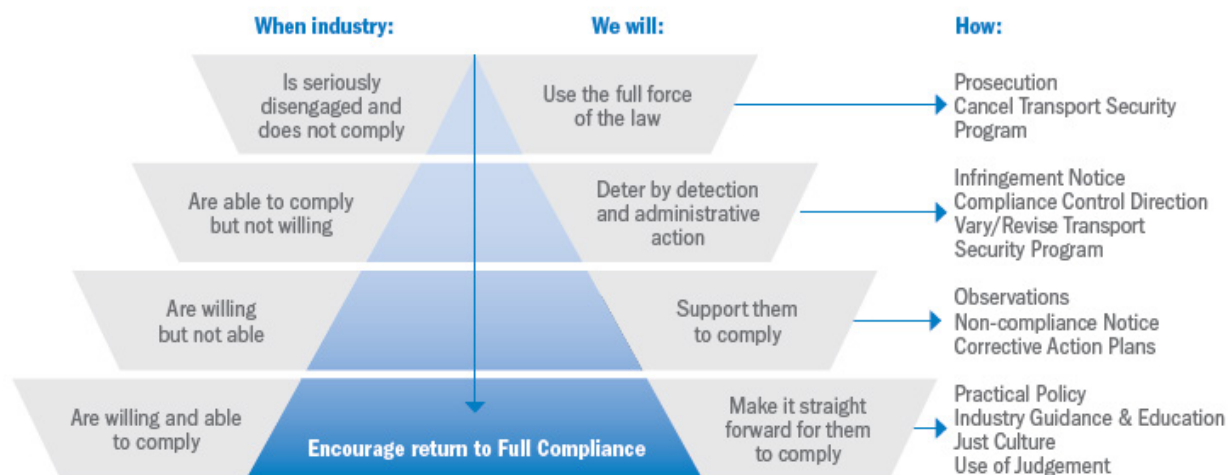 When industry:
We will:
How:
Is seriously
disengaged and
does not comply
Use the full force
of the law
Prosecution
Cancel Transport Security
Program
Are able to comply
but not willing
Deter by detection
and administrative
action
Infringement Notice
Compliance Control Direction
Vary/Revise Transport
Security Program
Are willing
but not able
Support them
to comply
Observations
Non-compliance Notice
Corrective Action Plans
Are willing and able
to comply
Encourage return to Full Compliance
Make it straight
forward for them
to comply
Practical Policy
Industry Guidance & Education
Just Culture
Use of Judgement